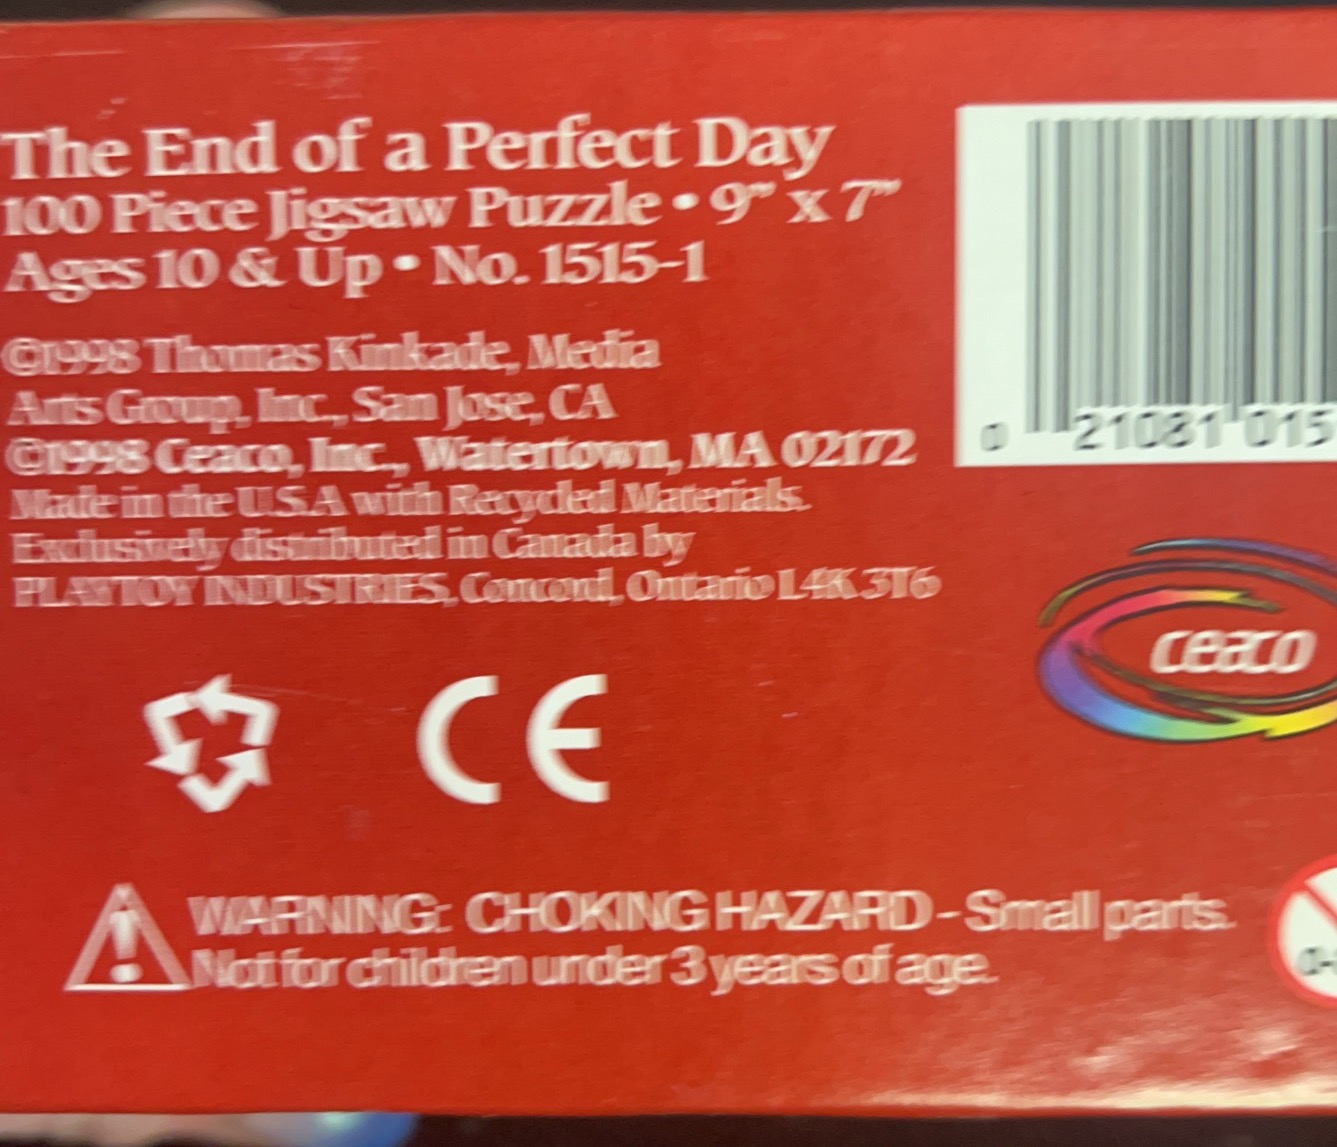 The End of a Perfect Day
100 Piece Jigsaw Puzzle • 9" x 7"
Ages 10 & Up • No. 1515-1
©1998 Thomas Kinkade, Media
Arts Group, Inc., San Jose, CA
©1998 Ceaco, Inc., Watertown, MA 02172
Made in the U.S.A with Recycled Materials.
Exclusively distributed in Canada by
PLAYTOY INDUSTRIES, Concord, Ontario L4K 3T6
0 21081 015
ceaco
CE
WARNING: CHOKING HAZARD - Small parts.
Not for children under 3 years of age.